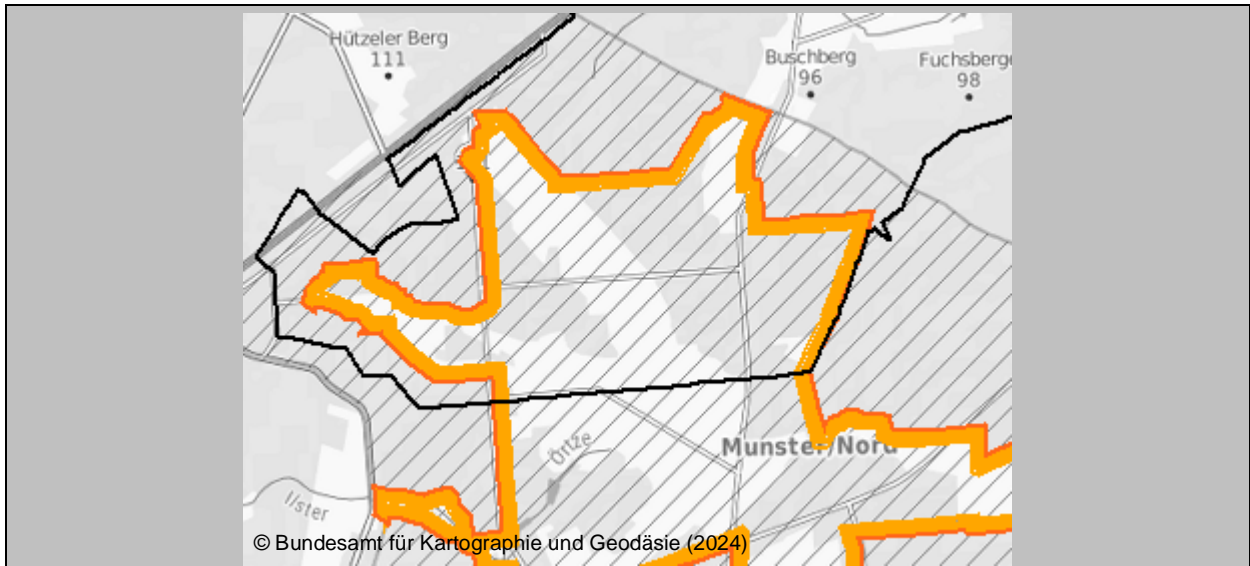 Hützeler Berg
111
Buschberg
96
Fuchsberge
98
Munster/Nord
Örtze
Ilster
© Bundesamt für Kartographie und Geodäsie (2024)